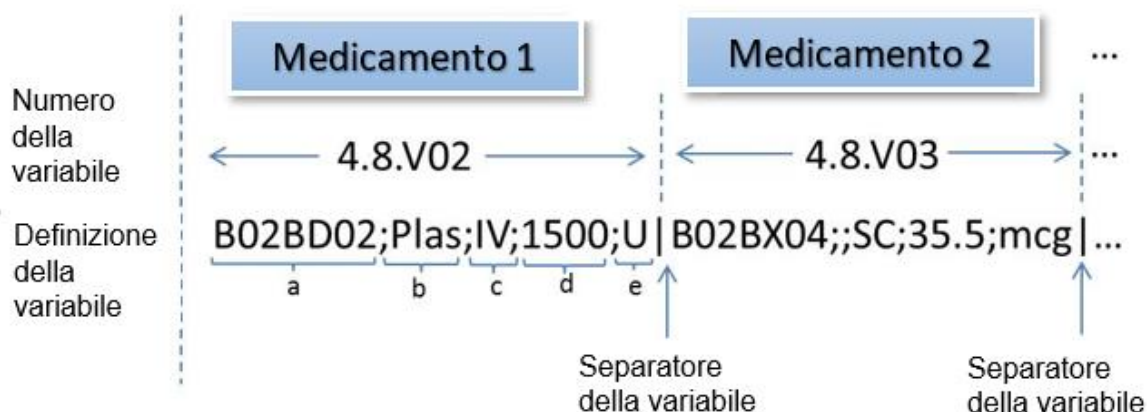 Medicamento 1
Medicamento 2
...
Numero
della
variabile
4.8.V02
4.8.V03
...
Definizione
della
variabile
B02BD02;Plas;IV;1500;U|B02BX04;;SC;35.5;mcg|...
a
b
c
d
e
Separatore
della variabile
Separatore
della variabile